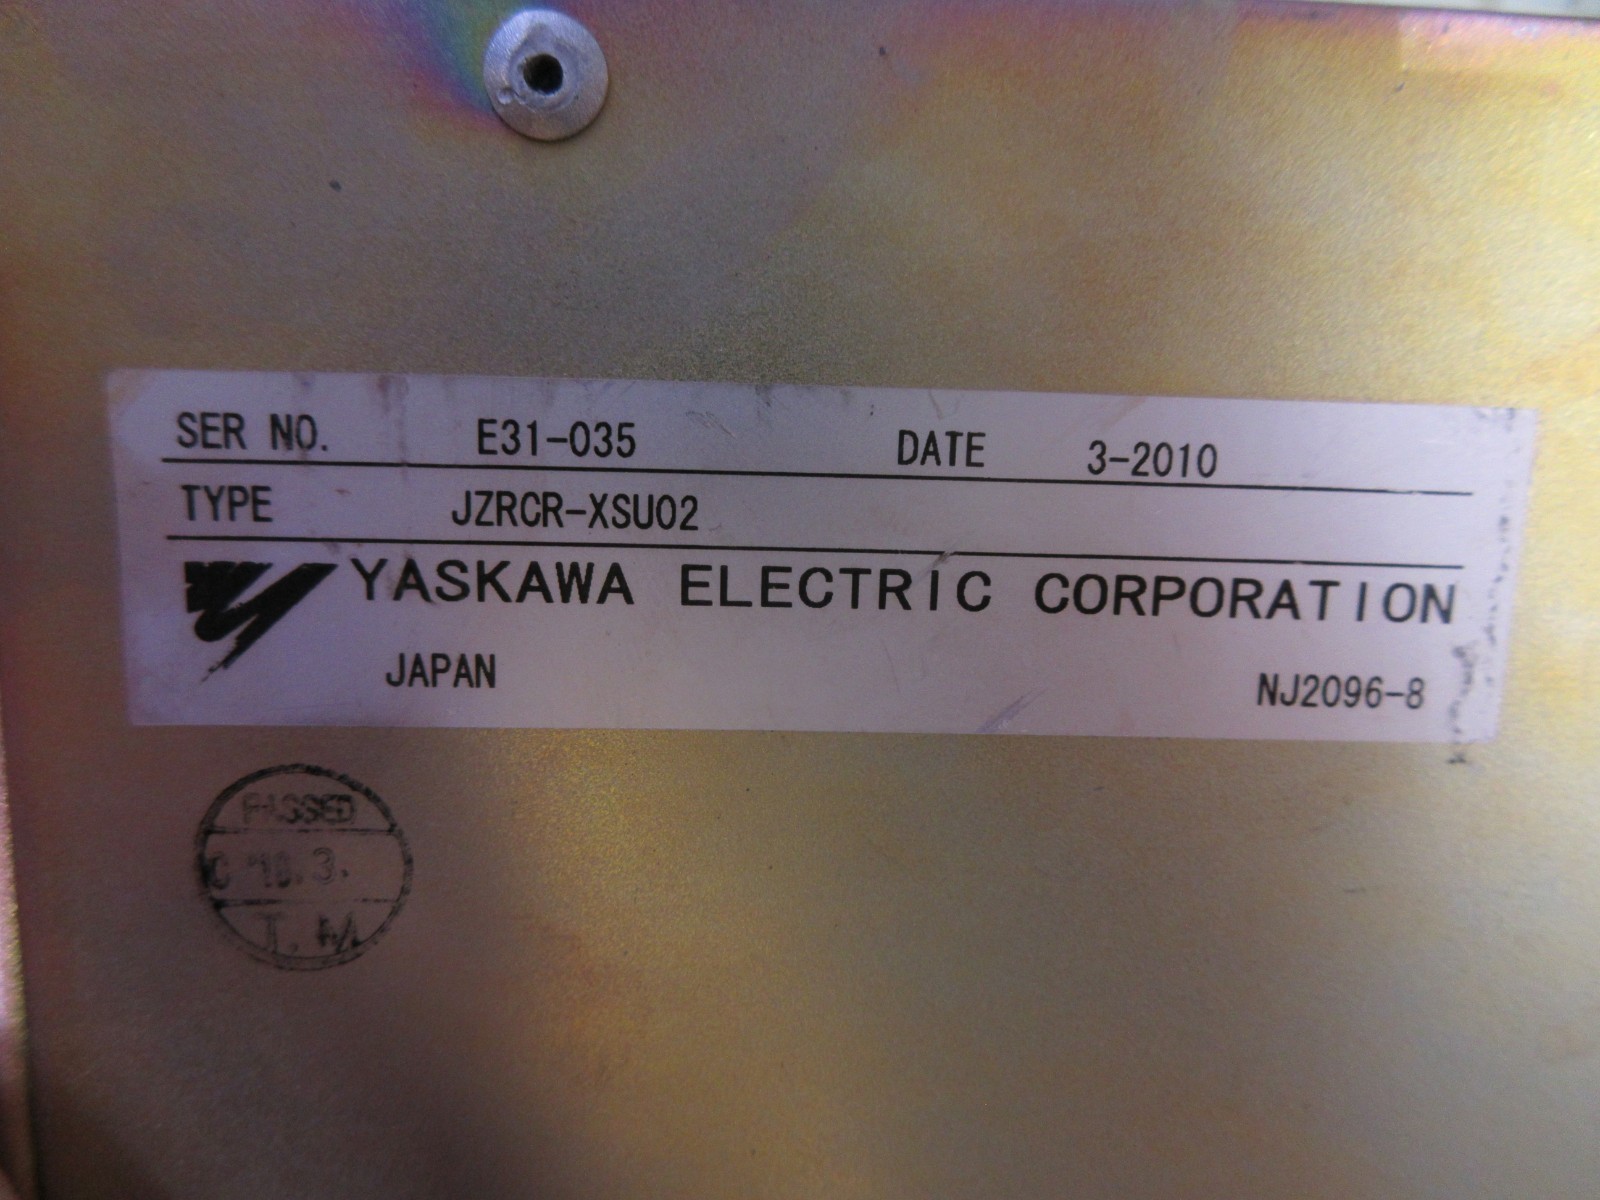 SER NO. E31-035 DATE 3-2010
TYPE JZRCR-XSU02
YASKAWA ELECTRIC CORPORATION
JAPAN NJ2096-8
PASSED
'10.3.
T.M